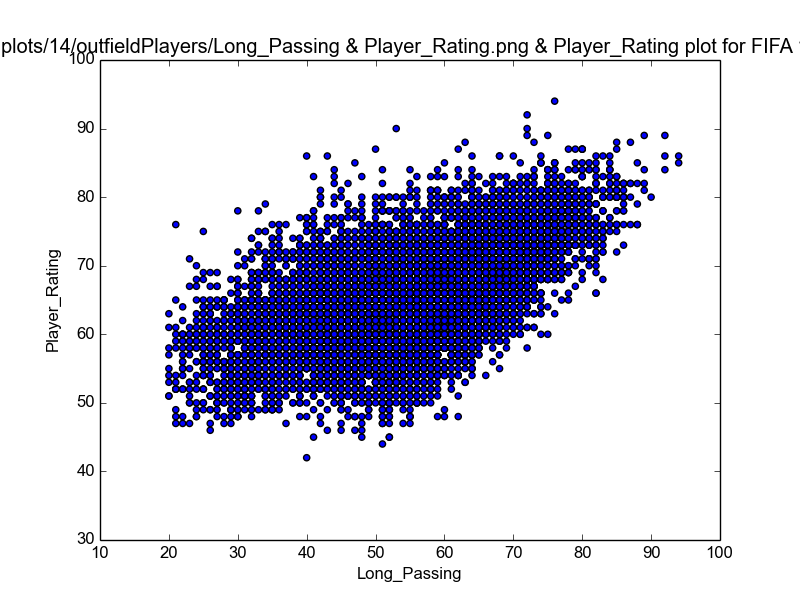 plots/14/outfieldPlayers/Long_Passing & Player_Rating.png & Player_Rating plot for FIFA
100
90
80
70
60
50
40
30
Player_Rating
10 20 30 40 50 60 70 80 90 100
Long_Passing